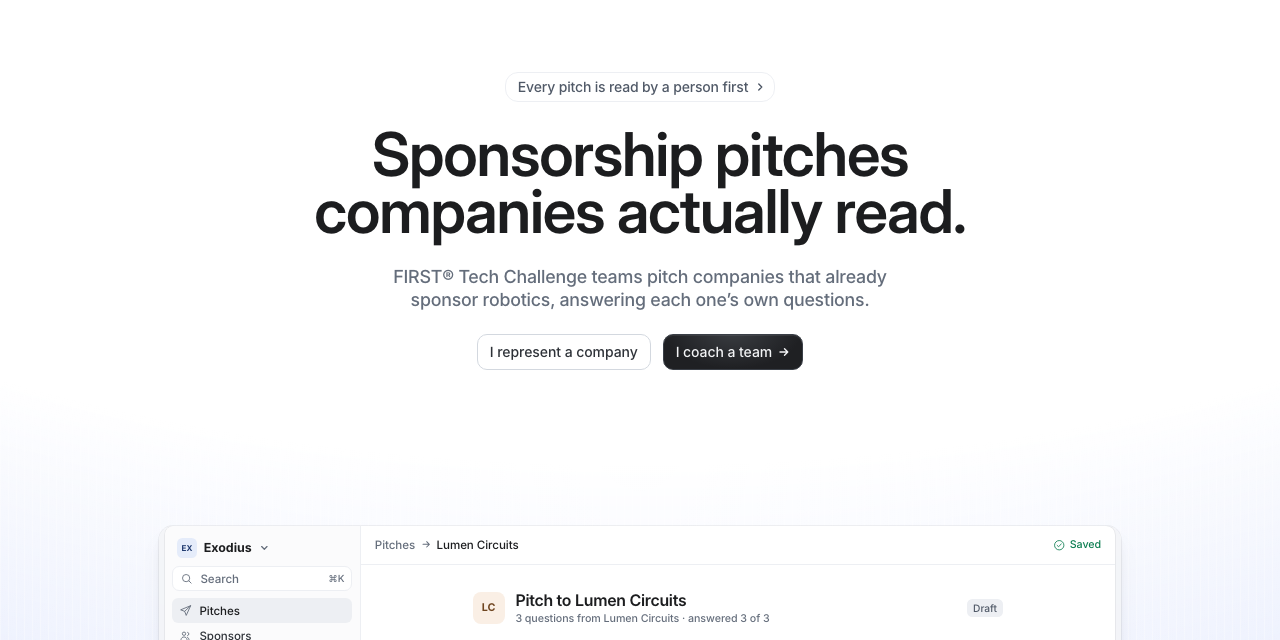 Every pitch is read by a person first
Sponsorship pitches
companies actually read.
FIRST® Tech Challenge teams pitch companies that already
sponsor robotics, answering each one’s own questions.
I represent a company
I coach a team →
EX Exodius
Search ⌘K
Pitches
Sponsors
Pitches → Lumen Circuits
Saved
LC
Pitch to Lumen Circuits
3 questions from Lumen Circuits · answered 3 of 3
Draft